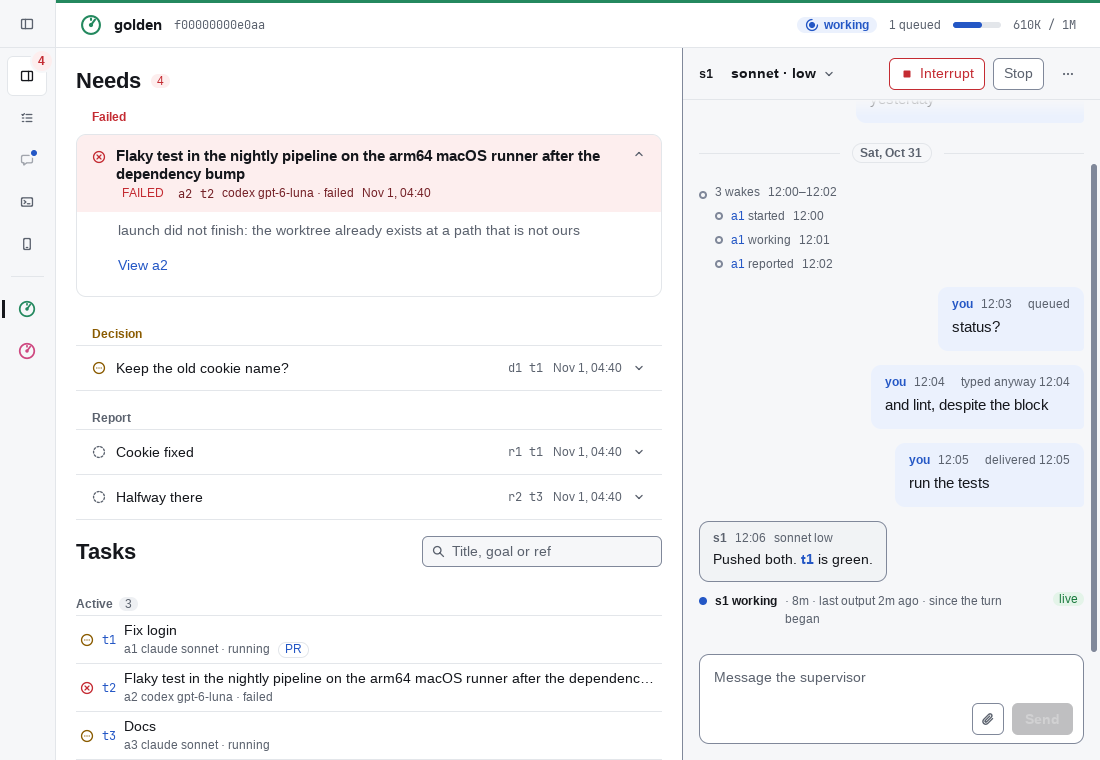 golden f00000000e0aa
working 1 queued 610K / 1M
4
Needs 4
Failed
Flaky test in the nightly pipeline on the arm64 macOS runner after the
dependency bump
FAILED a2 t2 codex gpt-6-luna · failed Nov 1, 04:40
launch did not finish: the worktree already exists at a path that is not ours
View a2
Decision
Keep the old cookie name? d1 t1 Nov 1, 04:40
Report
Cookie fixed r1 t1 Nov 1, 04:40
Halfway there r2 t3 Nov 1, 04:40
Tasks
Title, goal or ref
Active 3
t1 Fix login
a1 claude sonnet · running PR
t2 Flaky test in the nightly pipeline on the arm64 macOS runner after the dependenc…
a2 codex gpt-6-luna · failed
t3 Docs
a3 claude sonnet · running
s1 sonnet · low
Interrupt
Stop
yesterday
Sat, Oct 31
3 wakes 12:00–12:02
a1 started 12:00
a1 working 12:01
a1 reported 12:02
you 12:03 queued
status?
you 12:04 typed anyway 12:04
and lint, despite the block
you 12:05 delivered 12:05
run the tests
s1 12:06 sonnet low
Pushed both. t1 is green.
s1 working · 8m · last output 2m ago · since the turn
began
live
Message the supervisor
Send